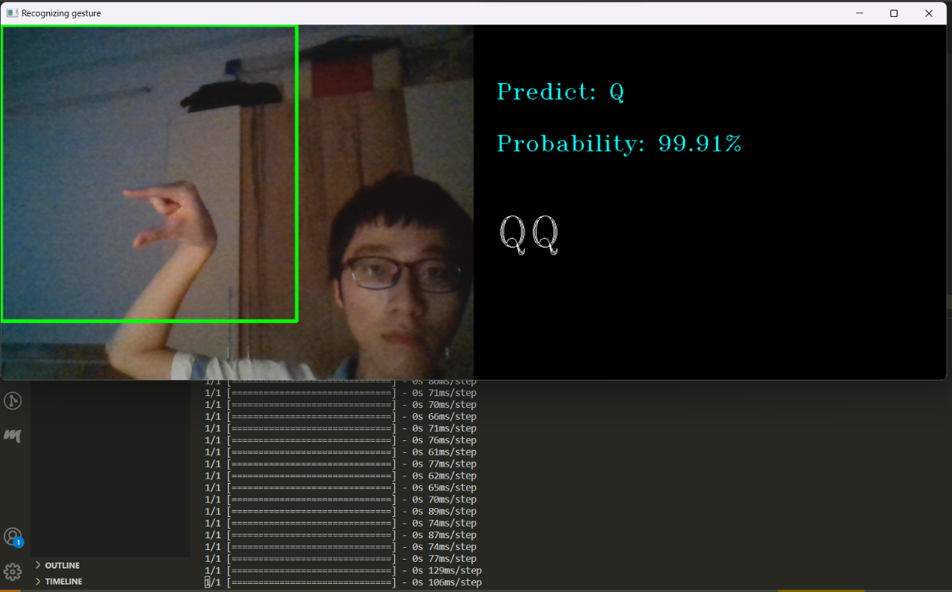 Recognizing gesture
Predict: Q
Probability: 99.91%
QQ
1/1 [==============================] - 0s 80ms/step
1/1 [==============================] - 0s 71ms/step
1/1 [==============================] - 0s 70ms/step
1/1 [==============================] - 0s 66ms/step
1/1 [==============================] - 0s 71ms/step
1/1 [==============================] - 0s 76ms/step
1/1 [==============================] - 0s 61ms/step
1/1 [==============================] - 0s 77ms/step
1/1 [==============================] - 0s 62ms/step
1/1 [==============================] - 0s 65ms/step
1/1 [==============================] - 0s 70ms/step
1/1 [==============================] - 0s 89ms/step
1/1 [==============================] - 0s 74ms/step
1/1 [==============================] - 0s 87ms/step
1/1 [==============================] - 0s 74ms/step
1/1 [==============================] - 0s 77ms/step
1/1 [==============================] - 0s 129ms/step
1/1 [==============================] - 0s 106ms/step
1
OUTLINE
TIMELINE